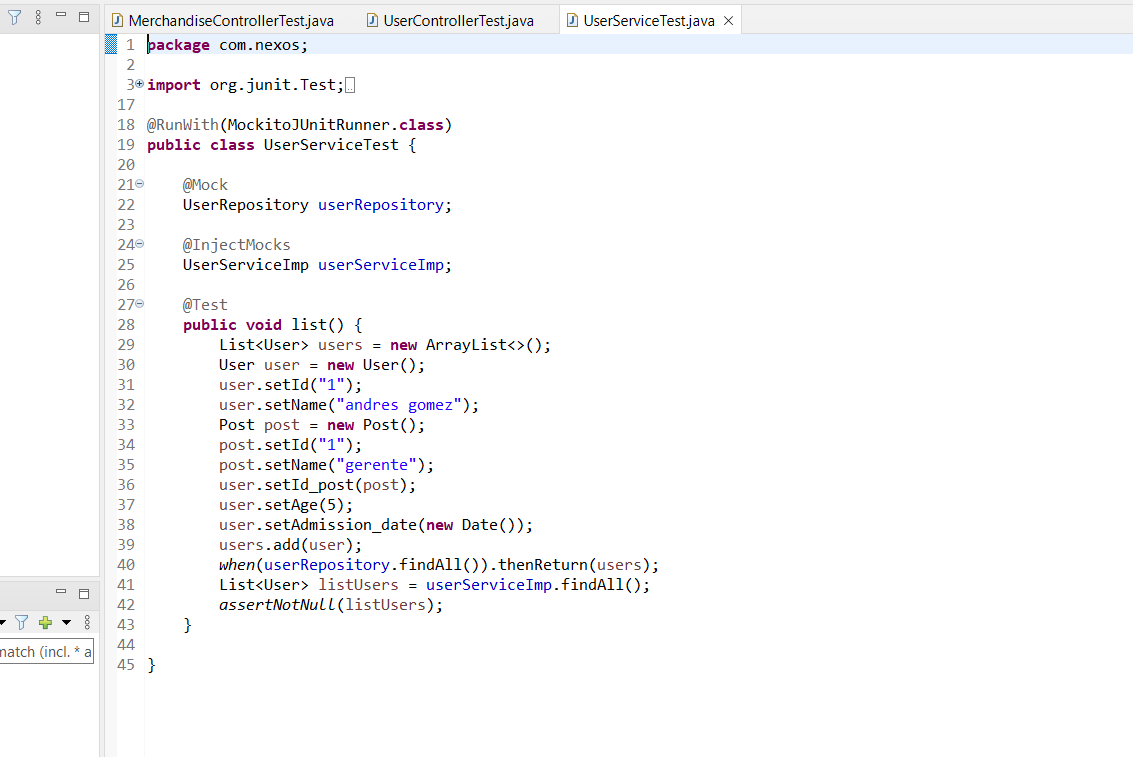 MerchandiseControllerTest.java UserControllerTest.java UserServiceTest.java
1 package com.nexos;
2
3 import org.junit.Test;
17
18 @RunWith(MockitoJUnitRunner.class)
19 public class UserServiceTest {
20
21 @Mock
22 UserRepository userRepository;
23
24 @InjectMocks
25 UserServiceImp userServiceImp;
26
27 @Test
28 public void list() {
29 List<User> users = new ArrayList<>();
30 User user = new User();
31 user.setId("1");
32 user.setName("andres gomez");
33 Post post = new Post();
34 post.setId("1");
35 post.setName("gerente");
36 user.setId_post(post);
37 user.setAge(5);
38 user.setAdmission_date(new Date());
39 users.add(user);
40 when(userRepository.findAll()).thenReturn(users);
41 List<User> listUsers = userServiceImp.findAll();
42 assertNotNull(listUsers);
43 }
44
45 }
match (incl. * a